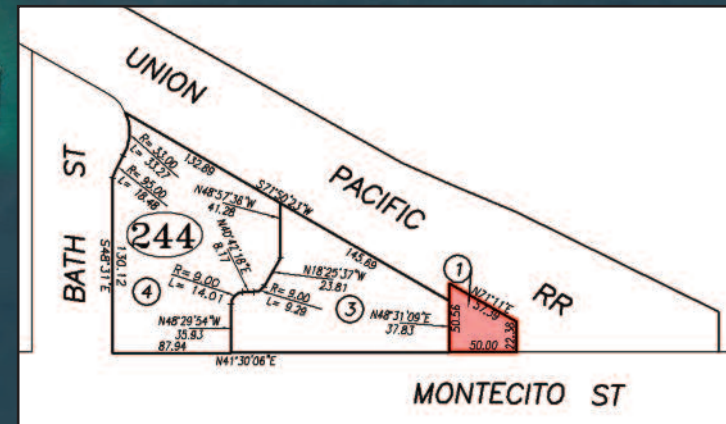 UNION
PACIFIC
RR
BATH ST
MONTECITO ST
R= 33.00
L= 33.27
R= 95.00
L= 18.48
132.89
S71°50'23"W
N48°57'36"W
41.28
244
N40°42'18"E
8.17
145.69
S48°31'E
130.12
4
R= 9.00
L= 14.01
N18°25'37"W
23.81
R= 9.00
L= 9.29
3
1
N71°11'E
57.39
N48°29'54"W
35.93
87.94
N48°31'09"E
37.83
50.56
22.38
50.00
N41°30'06"E